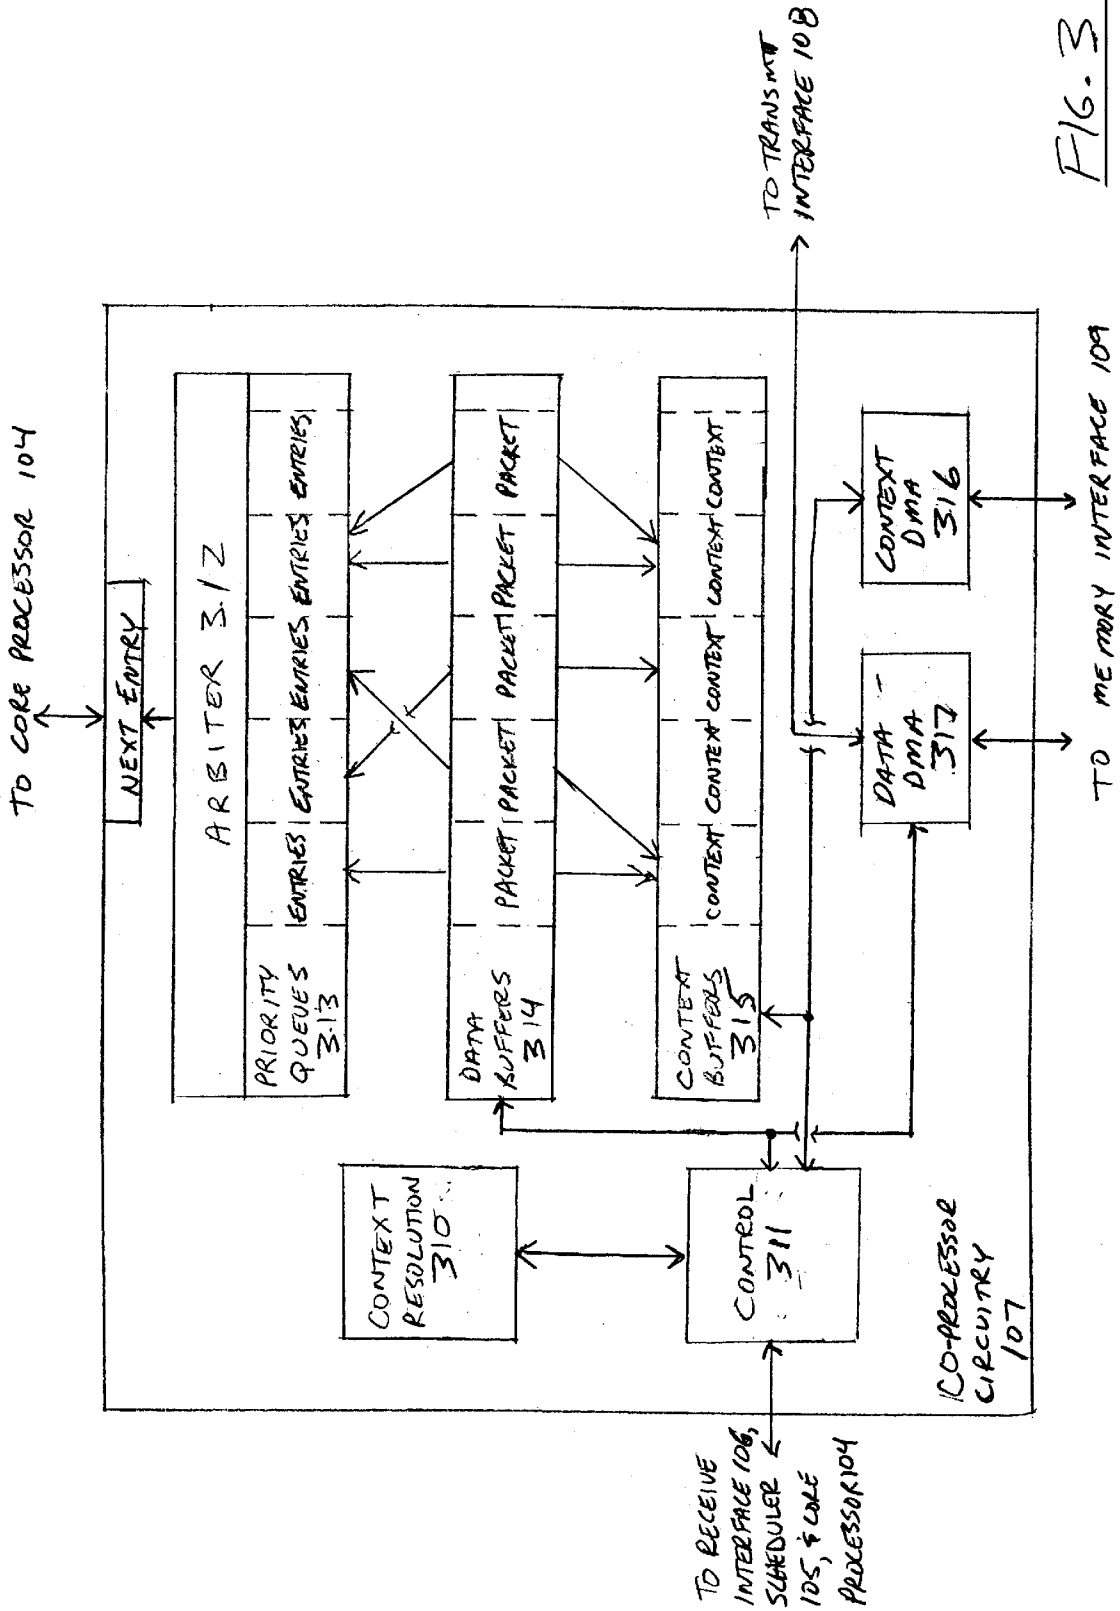 TO CORE PROCESSOR 104
NEXT ENTRY
ARBITER 312
PRIORITY
QUEUES
313
ENTRIES ENTRIES ENTRIES ENTRIES ENTRIES
DATA
BUFFERS
314
PACKET PACKET PACKET PACKET PACKET
CONTEXT
BUFFERS
315
CONTEXT CONTEXT CONTEXT CONTEXT CONTEXT
CONTEXT
RESOLUTION
310
CONTROL
311
TO RECEIVE
INTERFACE 106,
SCHEDULER
105, & CORE
PROCESSOR 104
DATA
DMA
317
CONTEXT
DMA
316
TO TRANSMIT
INTERFACE 108
CO-PROCESSOR
CIRCUITRY
107
TO MEMORY INTERFACE 109
FIG. 3